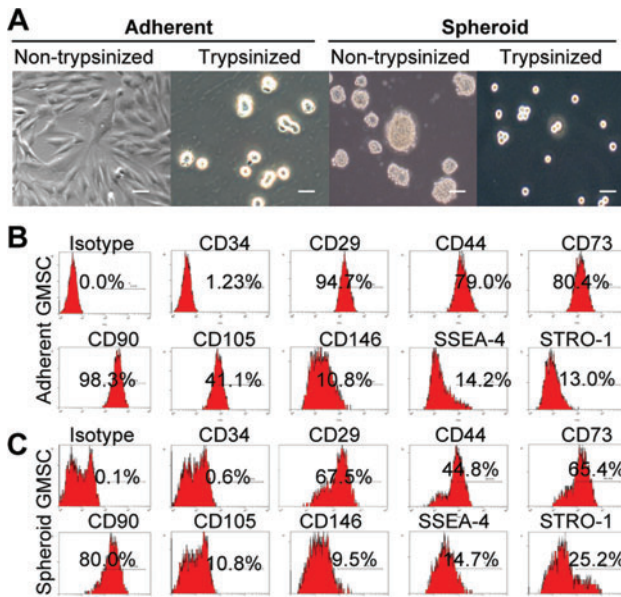 A
Adherent Spheroid
Non-trypsinized Trypsinized Non-trypsinized Trypsinized
B
Adherent GMSC
Isotype CD34 CD29 CD44 CD73
0.0% 1.23% 94.7% 79.0% 80.4%
CD90 CD105 CD146 SSEA-4 STRO-1
98.3% 41.1% 10.8% 14.2% 13.0%
C
Spheroid GMSC
Isotype CD34 CD29 CD44 CD73
0.1% 0.6% 67.5% 44.8% 65.4%
CD90 CD105 CD146 SSEA-4 STRO-1
80.0% 10.8% 9.5% 14.7% 25.2%